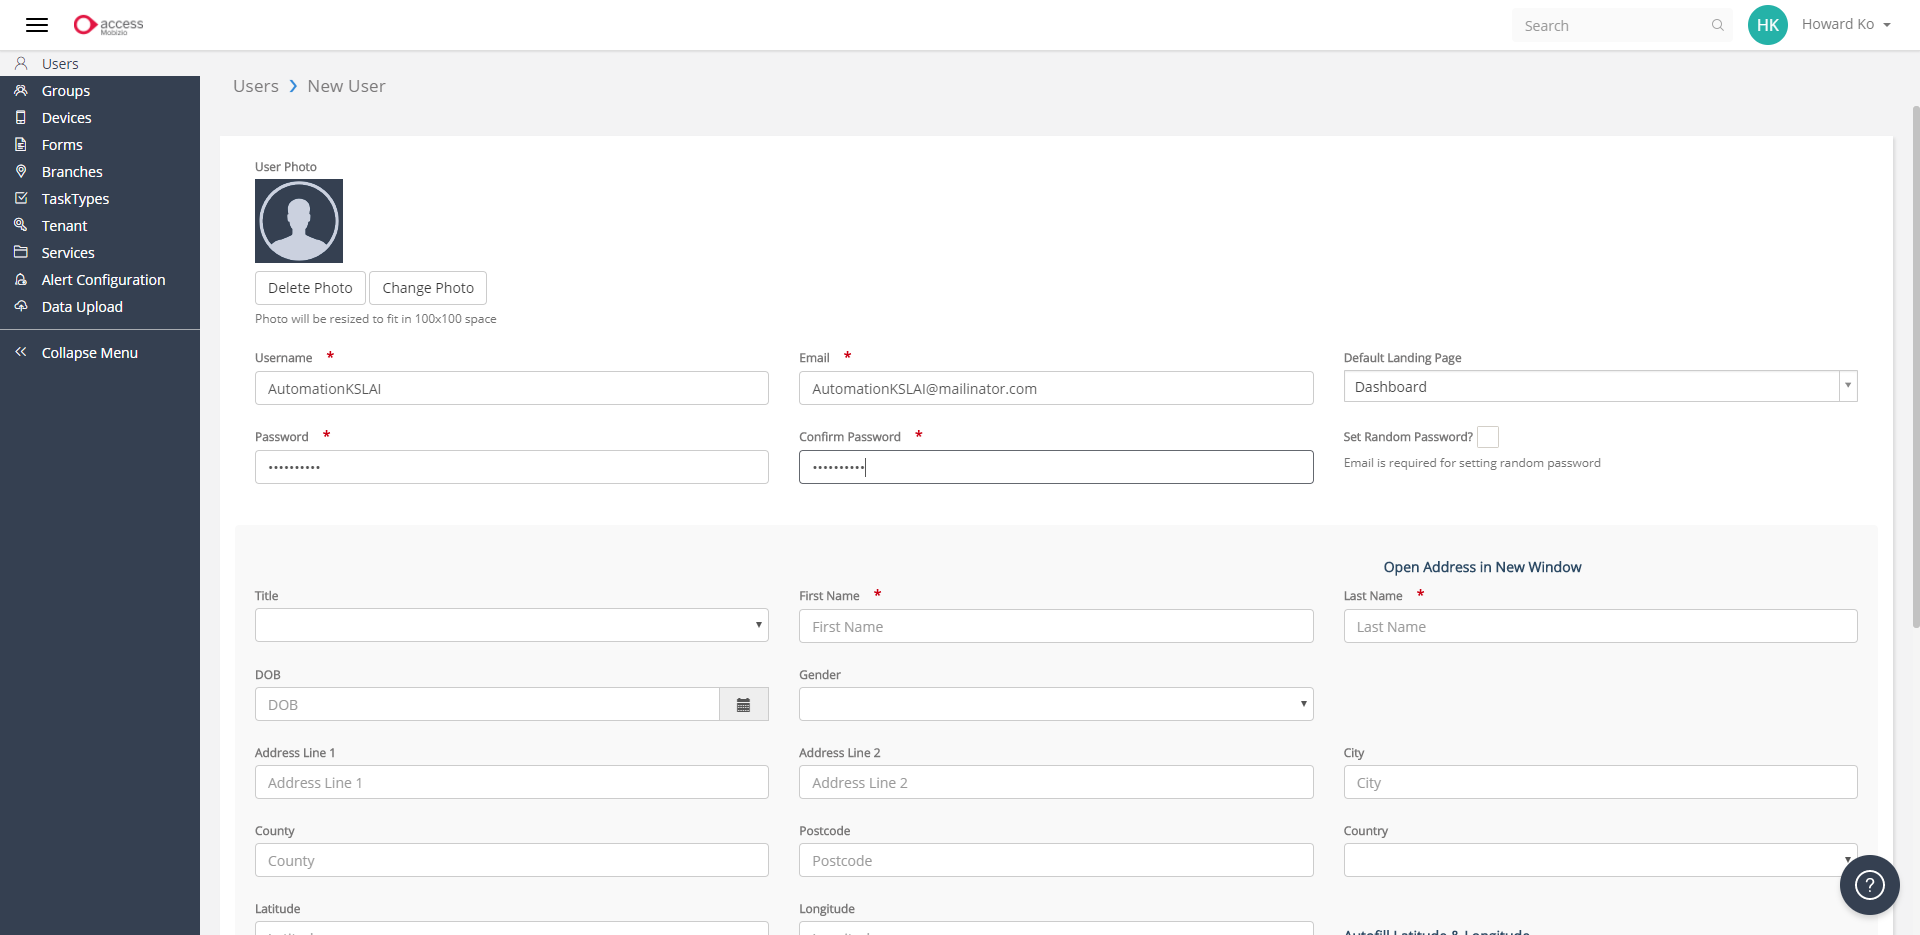 access
Mobizio
Search
HK
Howard Ko
Users
Groups
Devices
Forms
Branches
TaskTypes
Tenant
Services
Alert Configuration
Data Upload
Collapse Menu
Users New User
User Photo
Delete Photo Change Photo
Photo will be resized to fit in 100x100 space
Username * Email * Default Landing Page
AutomationKSLAI AutomationKSLAI@mailinator.com Dashboard
Password * Confirm Password * Set Random Password?
•••••••••• •••••••••• Email is required for setting random password
Open Address in New Window
Title First Name * Last Name *
First Name Last Name
DOB Gender
DOB
Address Line 1 Address Line 2 City
Address Line 1 Address Line 2 City
County Postcode Country
County Postcode
?
Latitude Longitude
Autofill Latitude & Longitude